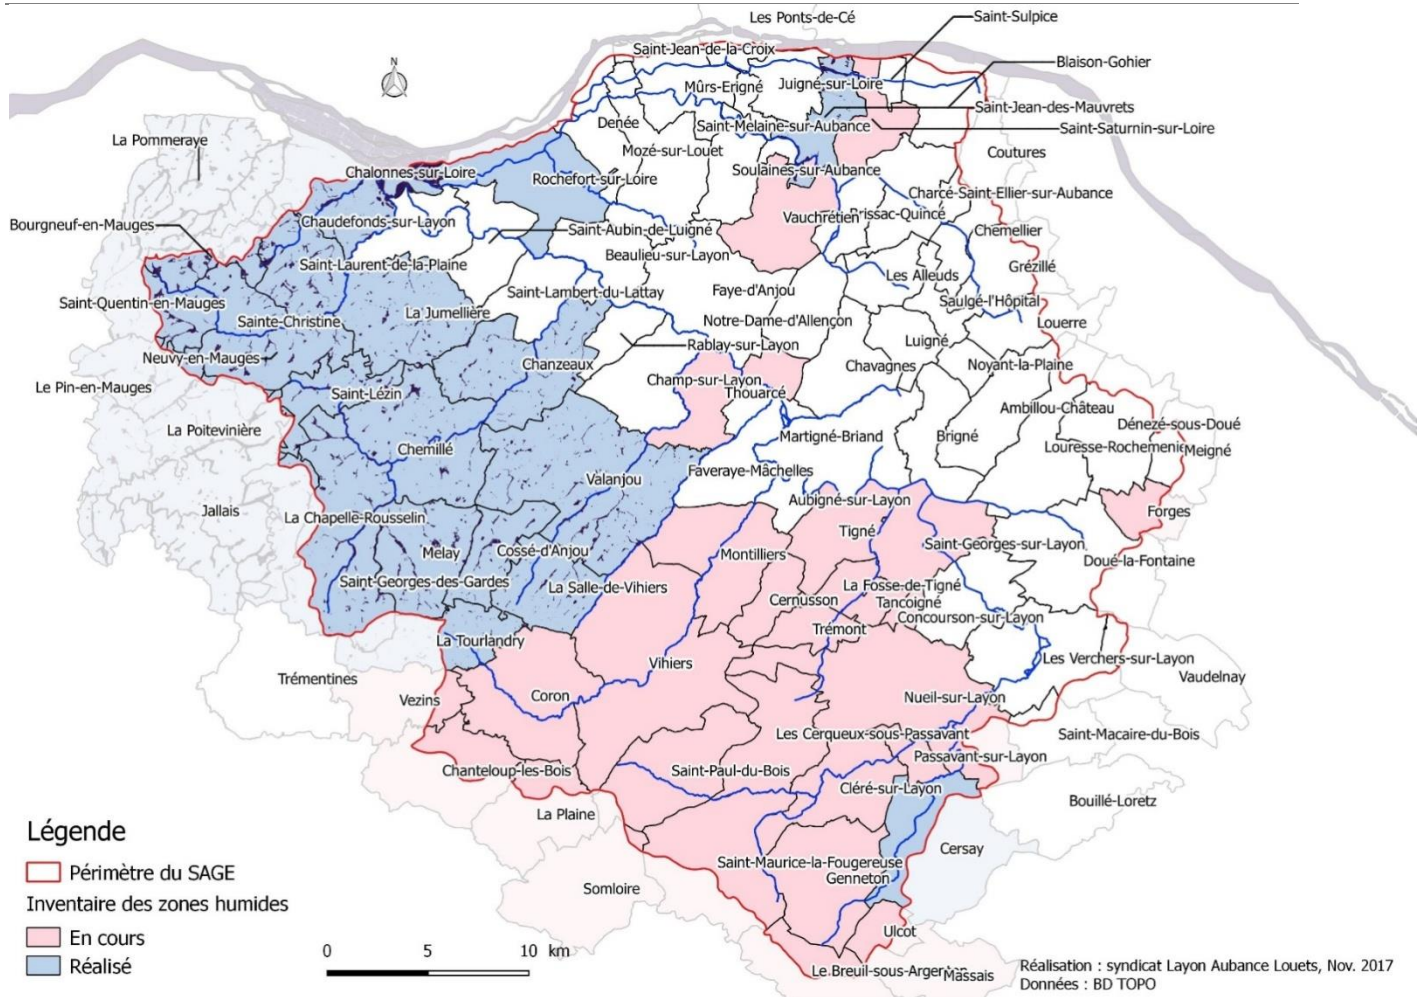 Les Ponts-de-Cé
Saint-Sulpice
Saint-Jean-de-la-Croix
Blaison-Gohier
Mûrs-Erigné
Juigné-sur-Loire
Saint-Jean-des-Mauvrets
Denée
Saint-Melaine-sur-Aubance
Saint-Saturnin-sur-Loire
La Pommeraye
Mozé-sur-Louet
Coutures
Chalonnes-sur-Loire
Rochefort-sur-Loire
Soulaines-sur-Aubance
Charcé-Saint-Ellier-sur-Aubance
Bourgneuf-en-Mauges
Chaudefonds-sur-Layon
Saint-Aubin-de-Luigné
Vauchrétien
Brissac-Quincé
Chemellier
Saint-Laurent-de-la-Plaine
Beaulieu-sur-Layon
Grézillé
Les Alleuds
Saint-Quentin-en-Mauges
Saint-Lambert-du-Lattay
Faye-d'Anjou
Saulgé-l'Hôpital
Sainte-Christine
La Jumellière
Notre-Dame-d'Allençon
Louerre
Neuvy-en-Mauges
Rablay-sur-Layon
Luigné
Chanzeaux
Chavagnes
Noyant-la-Plaine
Le Pin-en-Mauges
Saint-Lézin
Champ-sur-Layon
Thouarcé
Ambillou-Château
La Poitevinière
Dénezé-sous-Doué
Chemillé
Martigné-Briand
Brigné
Louresse-Rochemenier
Meigné
Valanjou
Faveraye-Mâchelles
Jallais
La Chapelle-Rousselin
Aubigné-sur-Layon
Forges
Tigné
Melay
Cossé-d'Anjou
Montilliers
Saint-Georges-sur-Layon
Doué-la-Fontaine
Saint-Georges-des-Gardes
La Salle-de-Vihiers
La Fosse-de-Tigné
Cernusson
Tancoigné
Concourson-sur-Layon
La Tourlandry
Trémont
Trémentines
Vihiers
Les Verchers-sur-Layon
Vaudelnay
Vezins
Coron
Nueil-sur-Layon
Les Cerqueux-sous-Passavant
Saint-Macaire-du-Bois
Chanteloup-les-Bois
Saint-Paul-du-Bois
Passavant-sur-Layon
Cléré-sur-Layon
Bouillé-Loretz
La Plaine
Cersay
Saint-Maurice-la-Fougereuse
Genneton
Somloire
Ulcot
Massais
N
Légende
Périmètre du SAGE
Inventaire des zones humides
En cours
Réalisé
0 5 10 km
Réalisation : syndicat Layon Aubance Louets, Nov. 2017
Données : BD TOPO